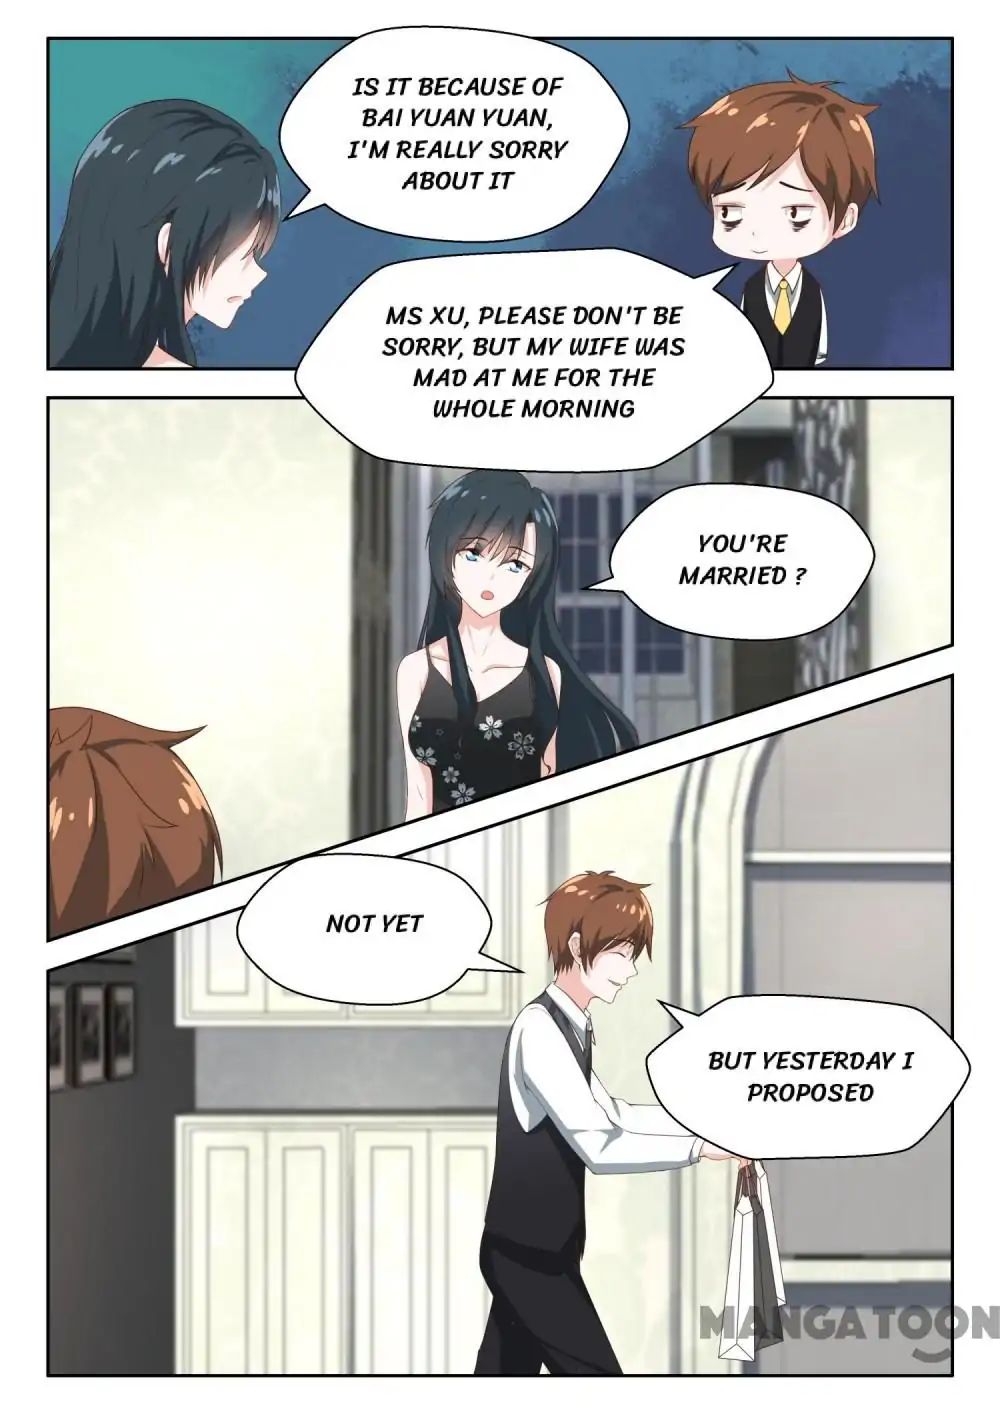 IS IT BECAUSE OF
BAI YUAN YUAN,
I'M REALLY SORRY
ABOUT IT
MS XU, PLEASE DON'T BE
SORRY, BUT MY WIFE WAS
MAD AT ME FOR THE
WHOLE MORNING
YOU'RE
MARRIED ?
NOT YET
BUT YESTERDAY I
PROPOSED
MANGATOON